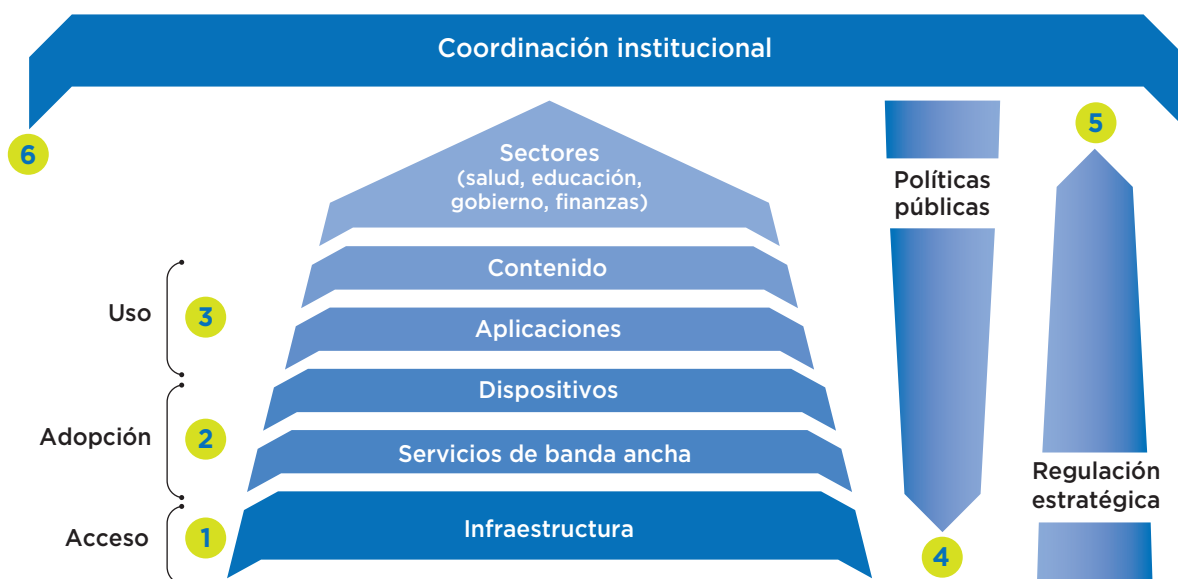 Coordinación institucional
6
5
Sectores
(salud, educación,
gobierno, finanzas)
Políticas
públicas
Contenido
Uso
3
Aplicaciones
Dispositivos
Adopción
2
Servicios de banda ancha
Regulación
estratégica
Acceso
1
Infraestructura
4